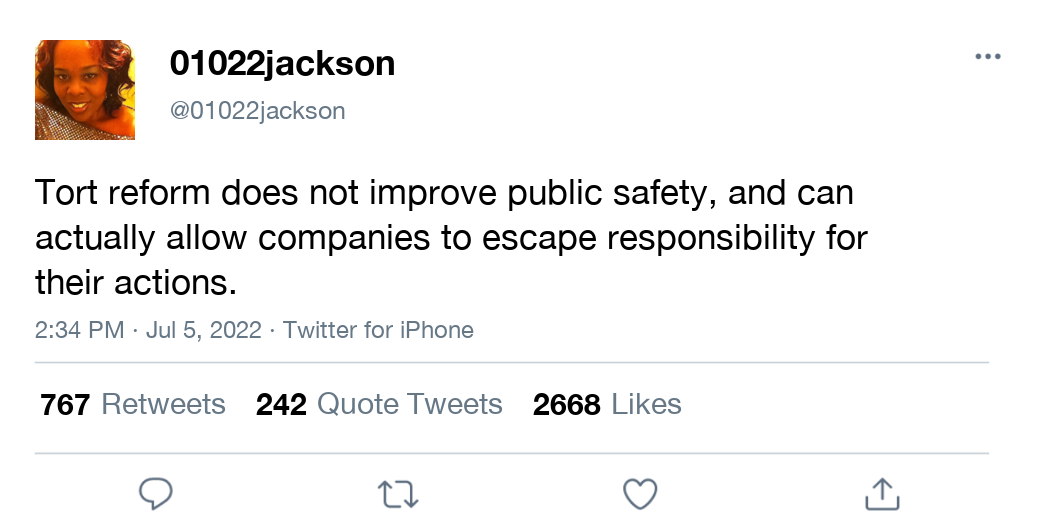 01022jackson
@01022jackson
Tort reform does not improve public safety, and can
actually allow companies to escape responsibility for
their actions.
2:34 PM · Jul 5, 2022 · Twitter for iPhone
767 Retweets 242 Quote Tweets 2668 Likes